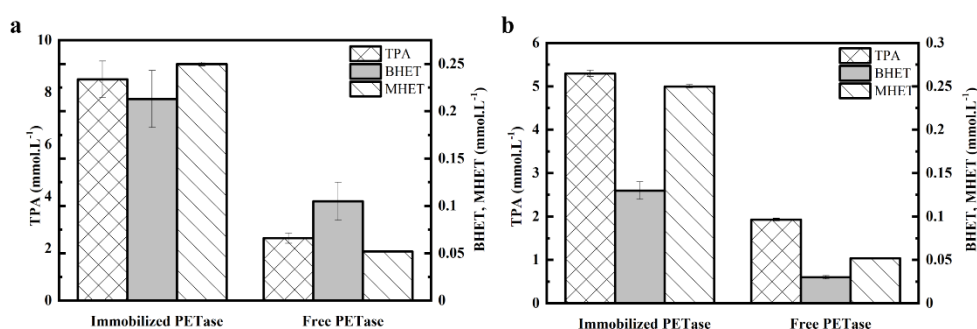 a
10
8
6
4
2
0
TPA (mmol.L⁻¹)
TPA
BHET
MHET
0.25
0.2
0.15
0.1
0.05
0
BHET, MHET (mmol.L⁻¹)
Immobilized PETase Free PETase
b
6
5
4
3
2
1
0
TPA (mmol.L⁻¹)
TPA
BHET
MHET
0.3
0.25
0.2
0.15
0.1
0.05
0
BHET, MHET (mmol.L⁻¹)
Immobilized PETase Free PETase